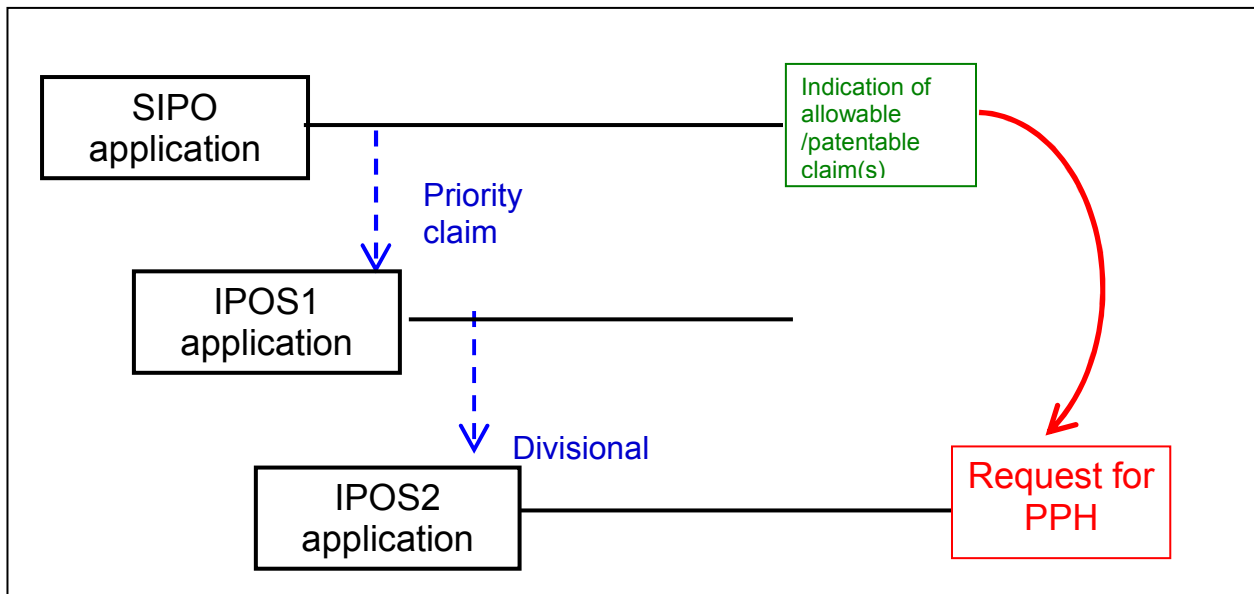 SIPO
application
Indication of
allowable
/patentable
claim(s)
Priority
claim
IPOS1
application
Divisional
IPOS2
application
Request for
PPH